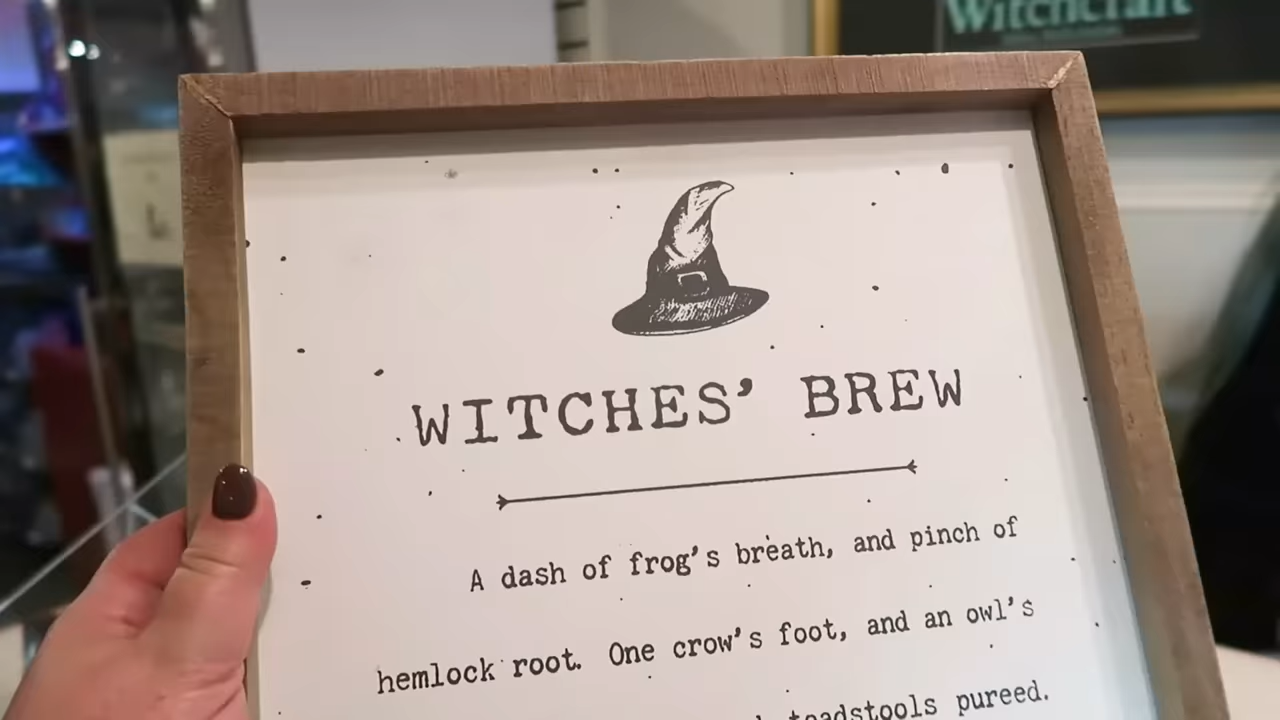 Witchcraft
WITCHES' BREW
A dash of frog's breath, and pinch of
hemlock root. One crow's foot, and an owl's
toadstools pureed.